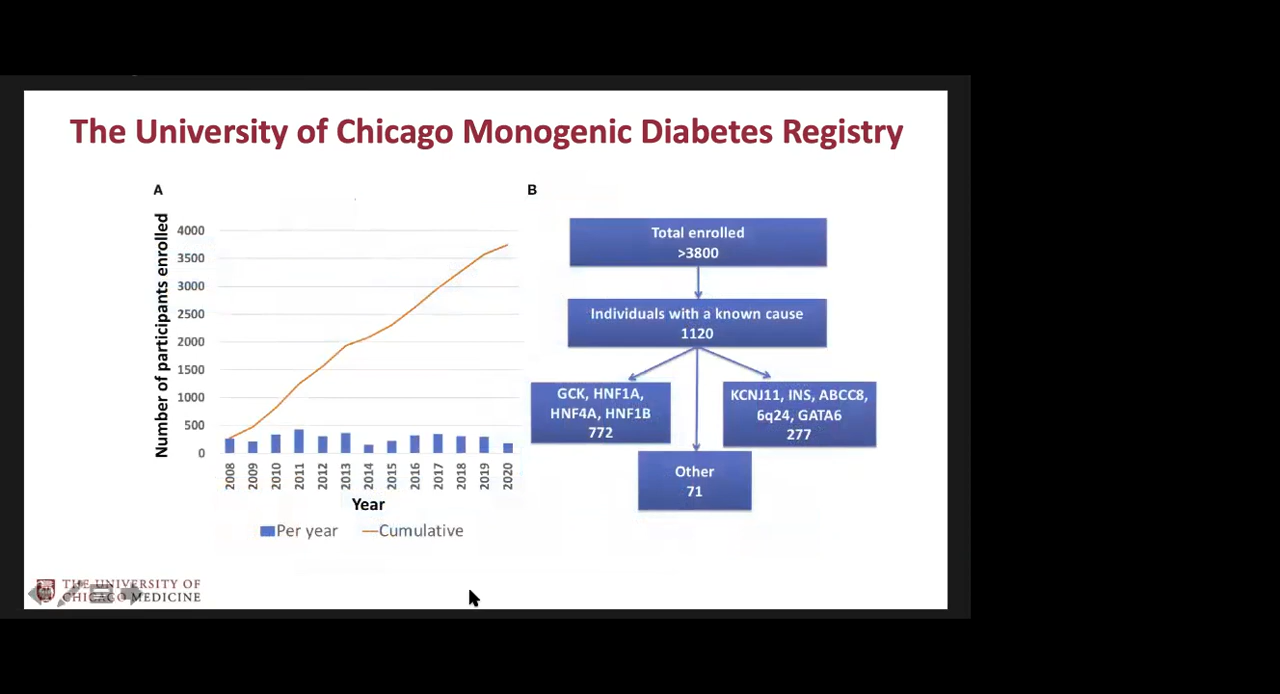 The University of Chicago Monogenic Diabetes Registry
A
Number of participants enrolled
4000
3500
3000
2500
2000
1500
1000
500
0
2008
2009
2010
2011
2012
2013
2014
2015
2016
2017
2018
2019
2020
Year
Per year
Cumulative
B
Total enrolled
>3800
Individuals with a known cause
1120
GCK, HNF1A,
HNF4A, HNF1B
772
KCNJ11, INS, ABCC8,
6q24, GATA6
277
Other
71
THE UNIVERSITY OF
CHICAGO MEDICINE